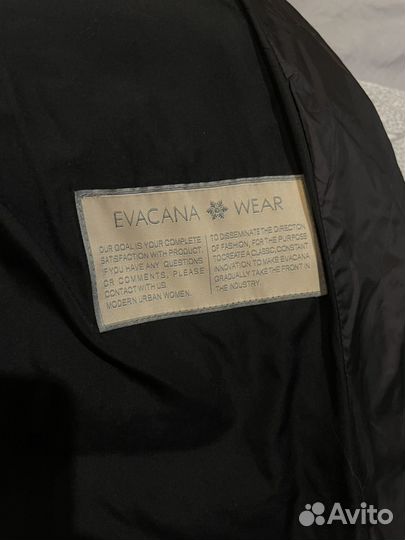 EVACANA WEAR
OUR GOAL IS YOUR COMPLETE
SATISFACTION WITH PRODUCT.
IF YOU HAVE ANY QUESTIONS
OR COMMENTS, PLEASE
CONTACT WITH US
MODERN URBAN WOMEN.
TO DISSEMINATE THE DIRECTION
OF FASHION, FOR THE PURPOSE
TO CREATE A CLASSIC, CONSTANT
INNOVATION TO MAKE EVACANA
GRADUALLY TAKE THE FRONT IN
THE INDUSTRY.
Avito